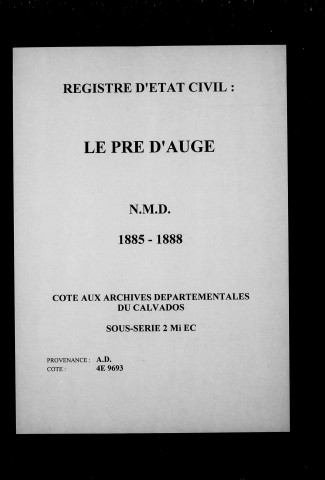 REGISTRE D'ETAT CIVIL :
LE PRE D'AUGE
N.M.D.
1885 - 1888
COTE AUX ARCHIVES DEPARTEMENTALES
DU CALVADOS
SOUS-SERIE 2 Mi EC
PROVENANCE : A.D.
COTE : 4E 9693